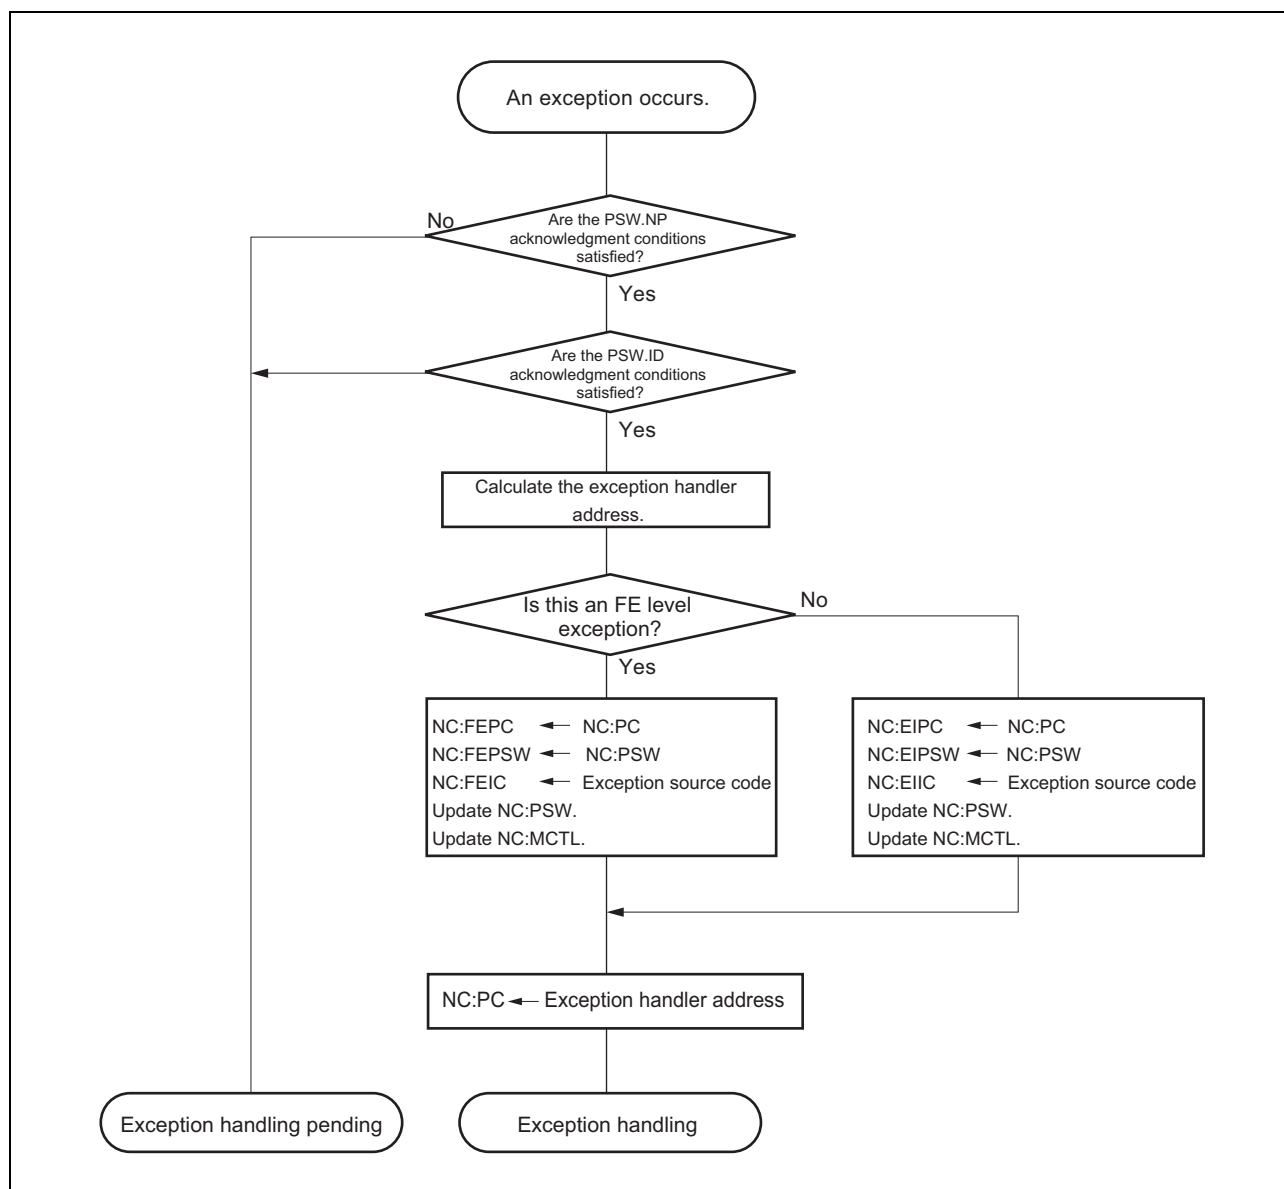 An exception occurs.
No
Are the PSW.NP
acknowledgment conditions
satisfied?
Yes
Are the PSW.ID
acknowledgment conditions
satisfied?
Yes
Calculate the exception handler
address.
Is this an FE level
exception?
No
Yes
NC:FEPC ← NC:PC
NC:FEPSW ← NC:PSW
NC:FEIC ← Exception source code
Update NC:PSW.
Update NC:MCTL.
NC:EIPC ← NC:PC
NC:EIPSW ← NC:PSW
NC:EIIC ← Exception source code
Update NC:PSW.
Update NC:MCTL.
NC:PC ← Exception handler address
Exception handling pending
Exception handling